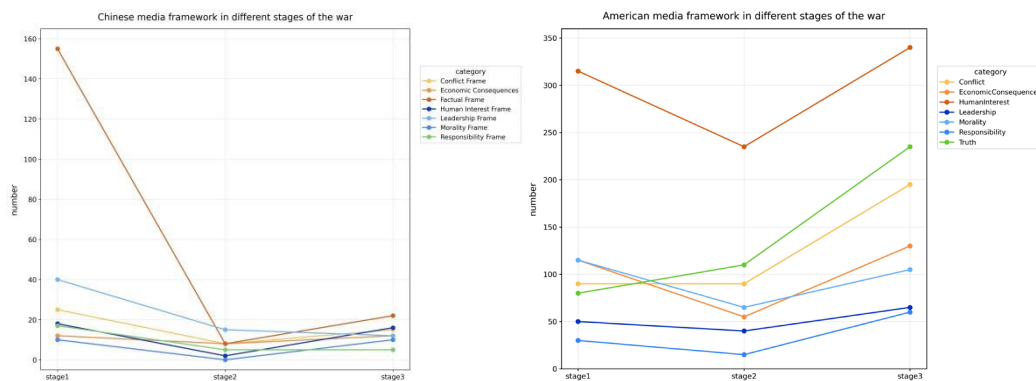 Chinese media framework in different stages of the war
160
140
120
100
80
60
40
20
0
number
stage1
stage2
stage3
category
Conflict Frame
Economic Consequences
Factual Frame
Human Interest Frame
Leadership Frame
Morality Frame
Responsibility Frame
American media framework in different stages of the war
350
300
250
200
150
100
50
0
number
stage1
stage2
stage3
category
Conflict
EconomicConsequence
HumanInterest
Leadership
Morality
Responsibility
Truth